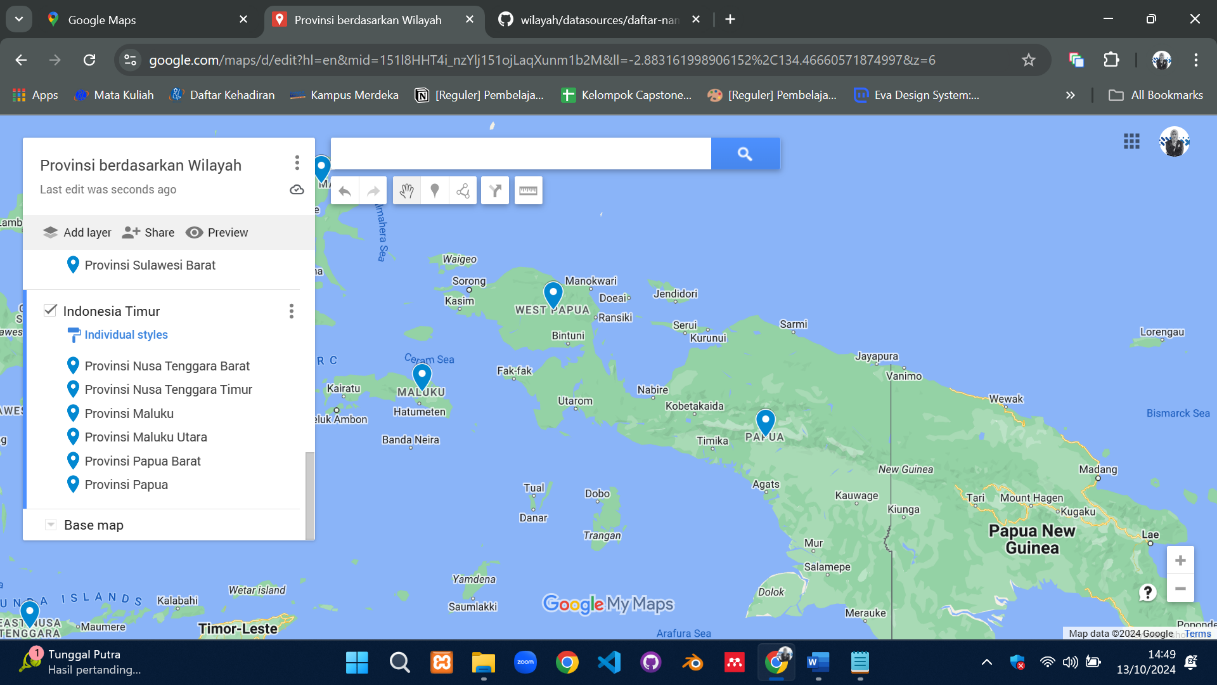 Google Maps
Provinsi berdasarkan Wilayah
wilayah/datasources/daftar-nan
google.com/maps/d/edit?hl=en&mid=151l8HHT4i_nzYlj151ojLaqXunm1b2M&ll=-2.883161998906152%2C134.46660571874997&z=6
Apps
Mata Kuliah
Daftar Kehadiran
Kampus Merdeka
[Reguler] Pembelaja...
Kelompok Capstone...
[Reguler] Pembelaja...
Eva Design System:...
»
All Bookmarks
Provinsi berdasarkan Wilayah
Last edit was seconds ago
Add layer
Share
Preview
Provinsi Sulawesi Barat
Indonesia Timur
Individual styles
Provinsi Nusa Tenggara Barat
Provinsi Nusa Tenggara Timur
Provinsi Maluku
Provinsi Maluku Utara
Provinsi Papua Barat
Provinsi Papua
Base map
Waigeo
Sorong
Kasim
Manokwari
Doeai
WEST PAPUA
Ransiki
Bintuni
Jendidori
Serui
Kurunui
Sarmi
Lorengau
Jayapura
Vanimo
Ceram Sea
Kairatu
MALUKU
Hatumeten
Fak-fak
Utarom
Nabire
Kobetakaida
Wewak
Bismarck Sea
Banda Neira
Timika
PAPUA
New Guinea
Madang
Tual
Danar
Dobo
Trangan
Agats
Kauwage
Kiunga
Tari
Mount Hagen
Kugaku
Papua New
Guinea
Lae
Mur
Salamepe
Yamdena
Saumlakki
Dolok
Merauke
Wetar island
Kalabahi
Maumere
EAST NUSA
TENGGARA
Timor-Leste
Google My Maps
Arafura Sea
Map data ©2024 Google
Terms
?
1
Tunggal Putra
Hasil pertanding...
zoom
14:49
13/10/2024